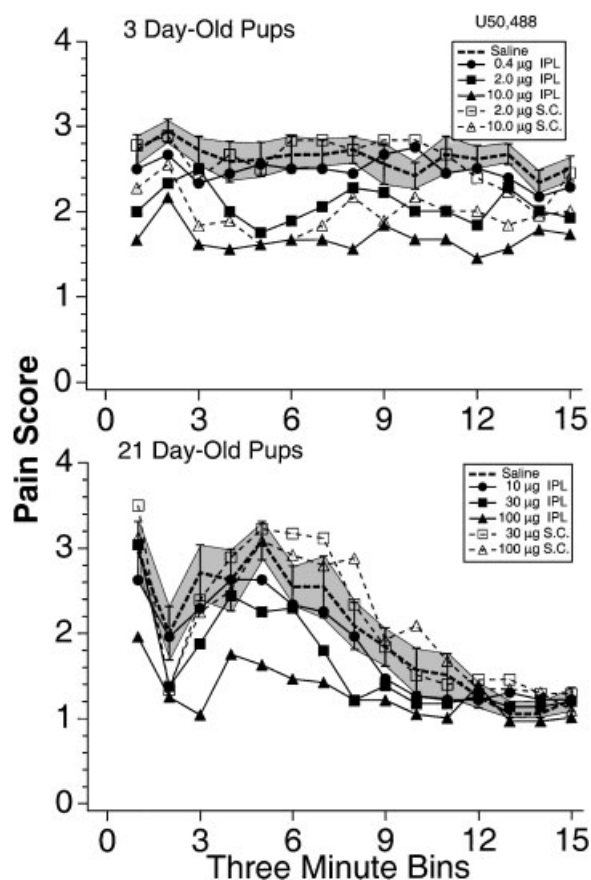 3 Day-Old Pups
U50,488
Saline
0.4 μg IPL
2.0 μg IPL
10.0 μg IPL
2.0 μg S.C.
10.0 μg S.C.
4
3
2
1
0
0 3 6 9 12 15
Pain Score
21 Day-Old Pups
Saline
10 μg IPL
30 μg IPL
100 μg IPL
30 μg S.C.
100 μg S.C.
4
3
2
1
0
0 3 6 9 12 15
Three Minute Bins